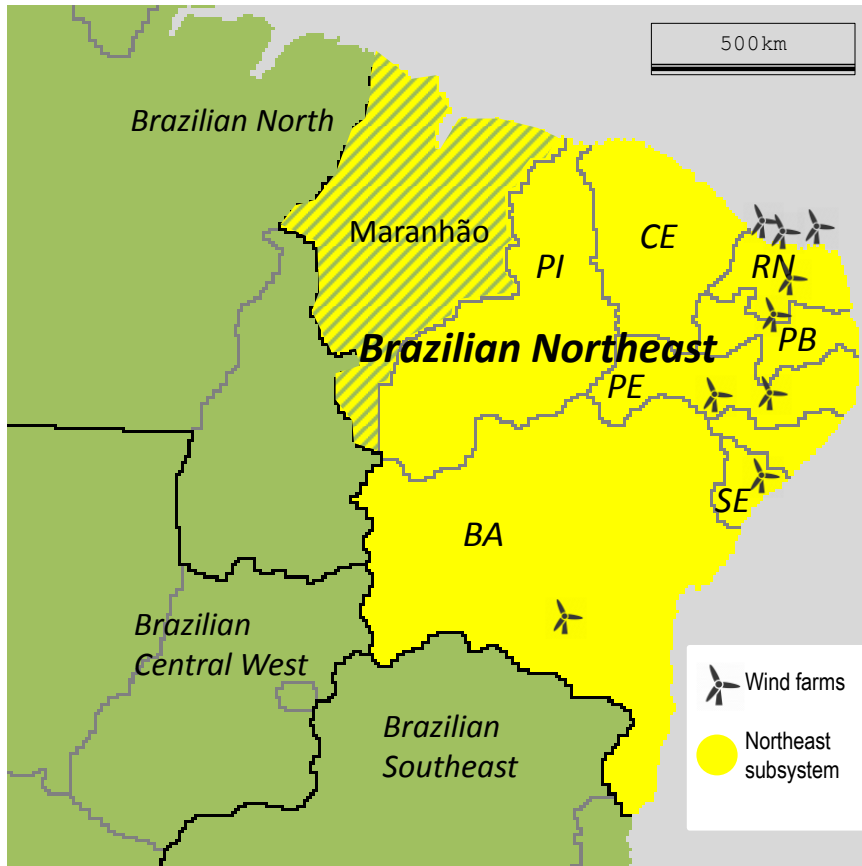 500km
Brazilian North
Maranhão
CE
PI
RN
PB
Brazilian Northeast
PE
SE
BA
Brazilian
Central West
Brazilian
Southeast
Wind farms
Northeast
subsystem